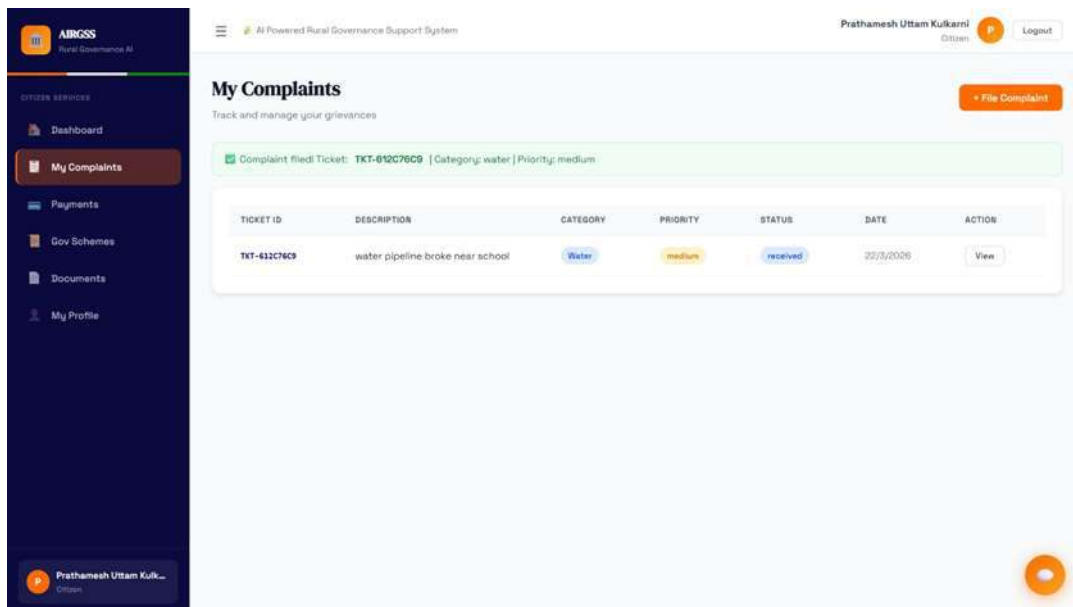 AIRGSS
Rural Governance AI
CITIZEN SERVICES
Dashboard
My Complaints
Payments
Gov Schemes
Documents
My Profile
Prathamesh Uttam Kulk...
Citizen
AI Powered Rural Governance Support System
Prathamesh Uttam Kulkarni
Citizen
P
Logout
My Complaints
Track and manage your grievances
+ File Complaint
Complaint filed! Ticket: TKT-612C76C9 | Category: water | Priority: medium
TICKET ID DESCRIPTION CATEGORY PRIORITY STATUS DATE ACTION
TKT-612C76C9 water pipeline broke near school Water medium received 22/3/2026 View
P